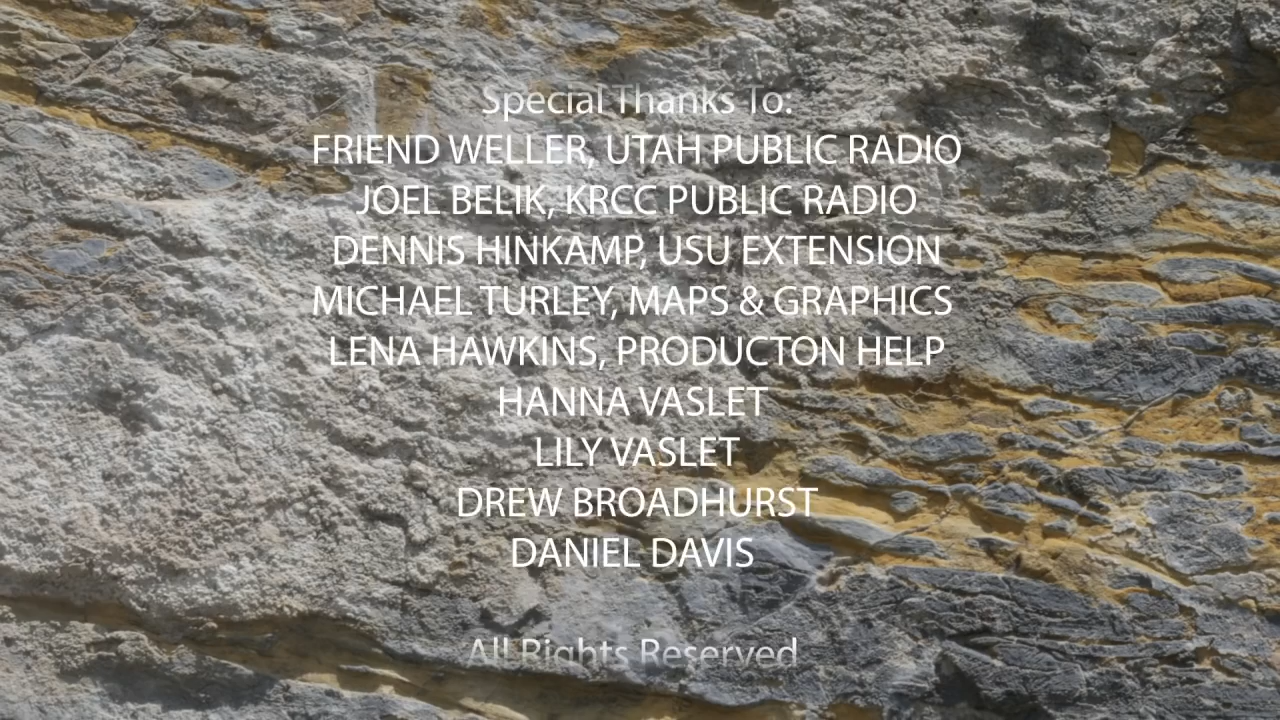 Special Thanks To:
FRIEND WELLER, UTAH PUBLIC RADIO
JOEL BELIK, KRCC PUBLIC RADIO
DENNIS HINKAMP, USU EXTENSION
MICHAEL TURLEY, MAPS & GRAPHICS
LENA HAWKINS, PRODUCTON HELP
HANNA VASLET
LILY VASLET
DREW BROADHURST
DANIEL DAVIS
All Rights Reserved